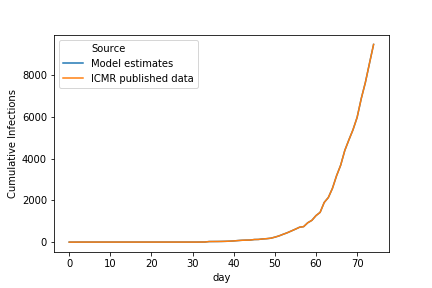 Source
Model estimates
ICMR published data
Cumulative Infections
8000
6000
4000
2000
0
0 10 20 30 40 50 60 70
day